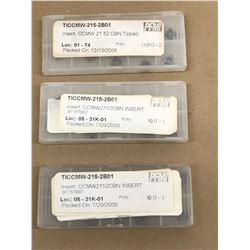 TICCMW-215-2B01
PFMI
Insert, CCMW 21.52 CBN Tipped
Loc: 01 - 74
Packed On: 12/13/2006
TICCMW-215-2B01
Insert, CCMW2152CBN INSERT
Loc: 05 - 31K-01
Packed On: 7/29/2009
TICCMW-215-2B01
PFMI
Insert, CCMW2152CBN INSERT
Loc: 05 - 31K-01
Packed On: 7/29/2009